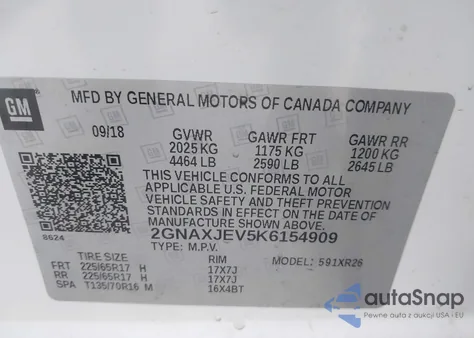 GM
MFD BY GENERAL MOTORS OF CANADA COMPANY
09/18 GVWR GAWR FRT GAWR RR
2025 KG 1175 KG 1200 KG
4464 LB 2590 LB 2645 LB
THIS VEHICLE CONFORMS TO ALL
APPLICABLE U.S. FEDERAL MOTOR
VEHICLE SAFETY AND THEFT PREVENTION
STANDARDS IN EFFECT ON THE DATE OF
MANUFACTURE SHOWN ABOVE.
8624 2GNAXJEV5K6154909
TYPE: M.P.V.
TIRE SIZE RIM MODEL: 591XR26
FRT 225/65R17 H 17X7J
RR 225/65R17 H 17X7J
SPA T135/70R16 M 16X4BT
autoSnap
Pewne auta z aukcji USA - EU